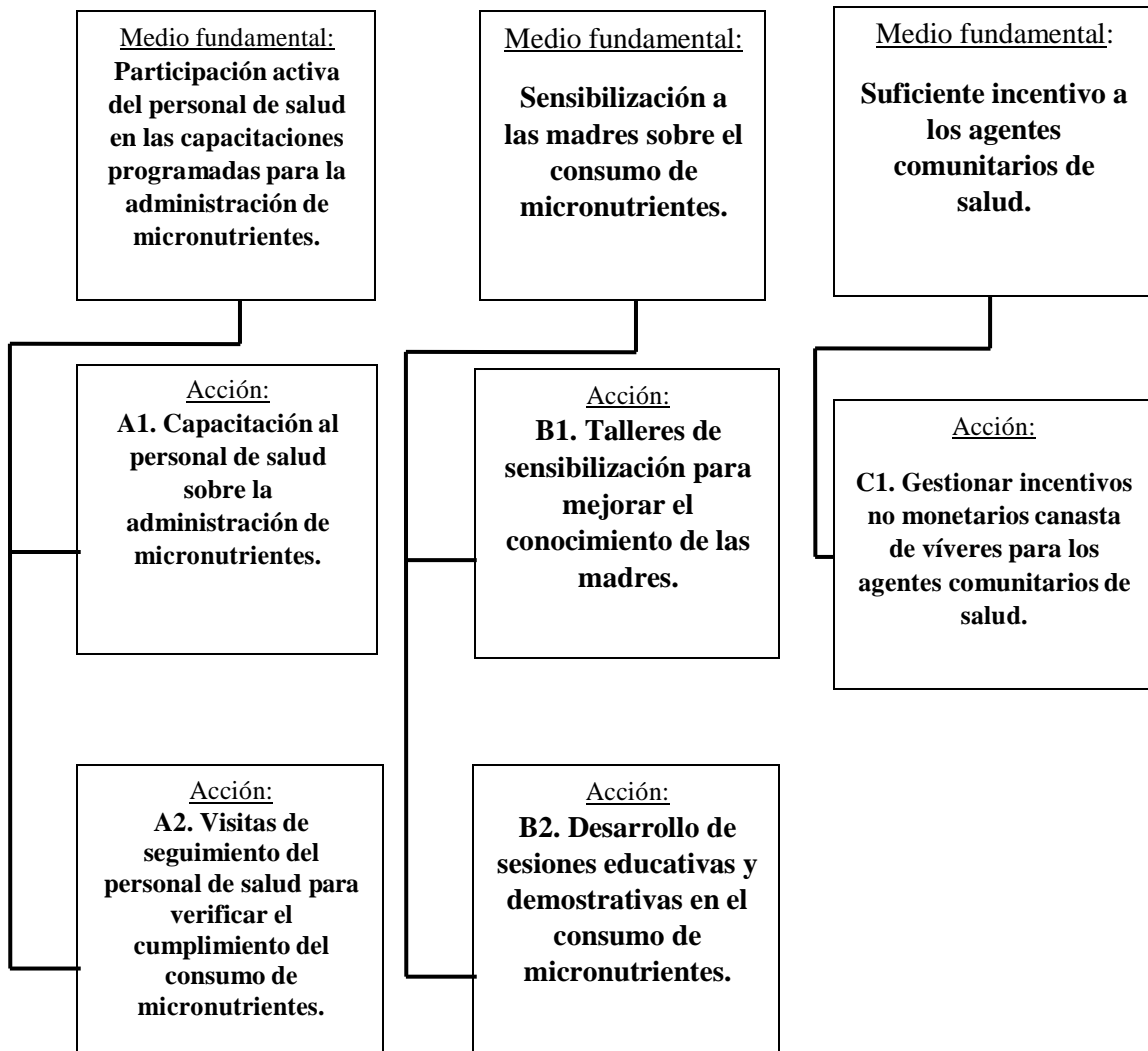 Medio fundamental:
Participación activa
del personal de salud
en las capacitaciones
programadas para la
administración de
micronutrientes.
Medio fundamental:
Sensibilización a
las madres sobre el
consumo de
micronutrientes.
Medio fundamental:
Suficiente incentivo a
los agentes
comunitarios de
salud.
Acción:
A1. Capacitación al
personal de salud
sobre la
administración de
micronutrientes.
Acción:
B1. Talleres de
sensibilización para
mejorar el
conocimiento de las
madres.
Acción:
C1. Gestionar incentivos
no monetarios canasta
de víveres para los
agentes comunitarios de
salud.
Acción:
A2. Visitas de
seguimiento del
personal de salud para
verificar el
cumplimiento del
consumo de
micronutrientes.
Acción:
B2. Desarrollo de
sesiones educativas y
demostrativas en el
consumo de
micronutrientes.